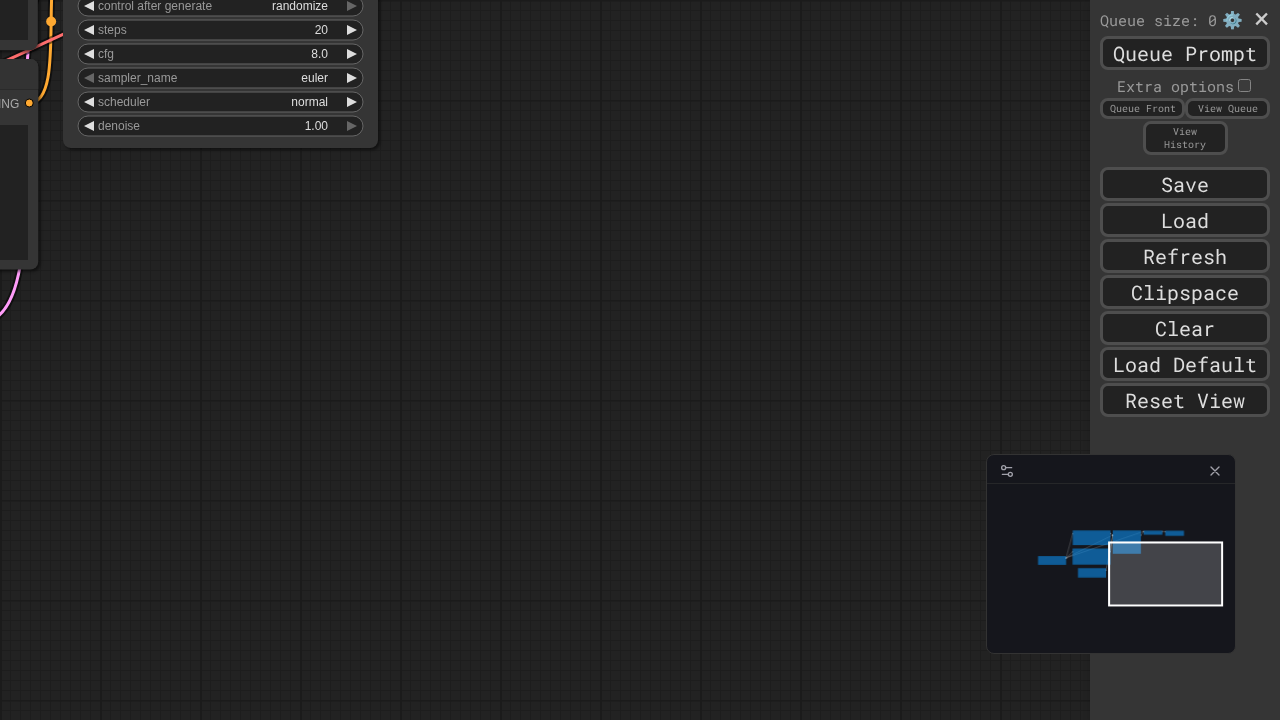 control after generate randomize
steps 20
cfg 8.0
sampler_name euler
scheduler normal
denoise 1.00
NG
Queue size: 0
Queue Prompt
Extra options
Queue Front
View Queue
View
History
Save
Load
Refresh
Clipspace
Clear
Load Default
Reset View